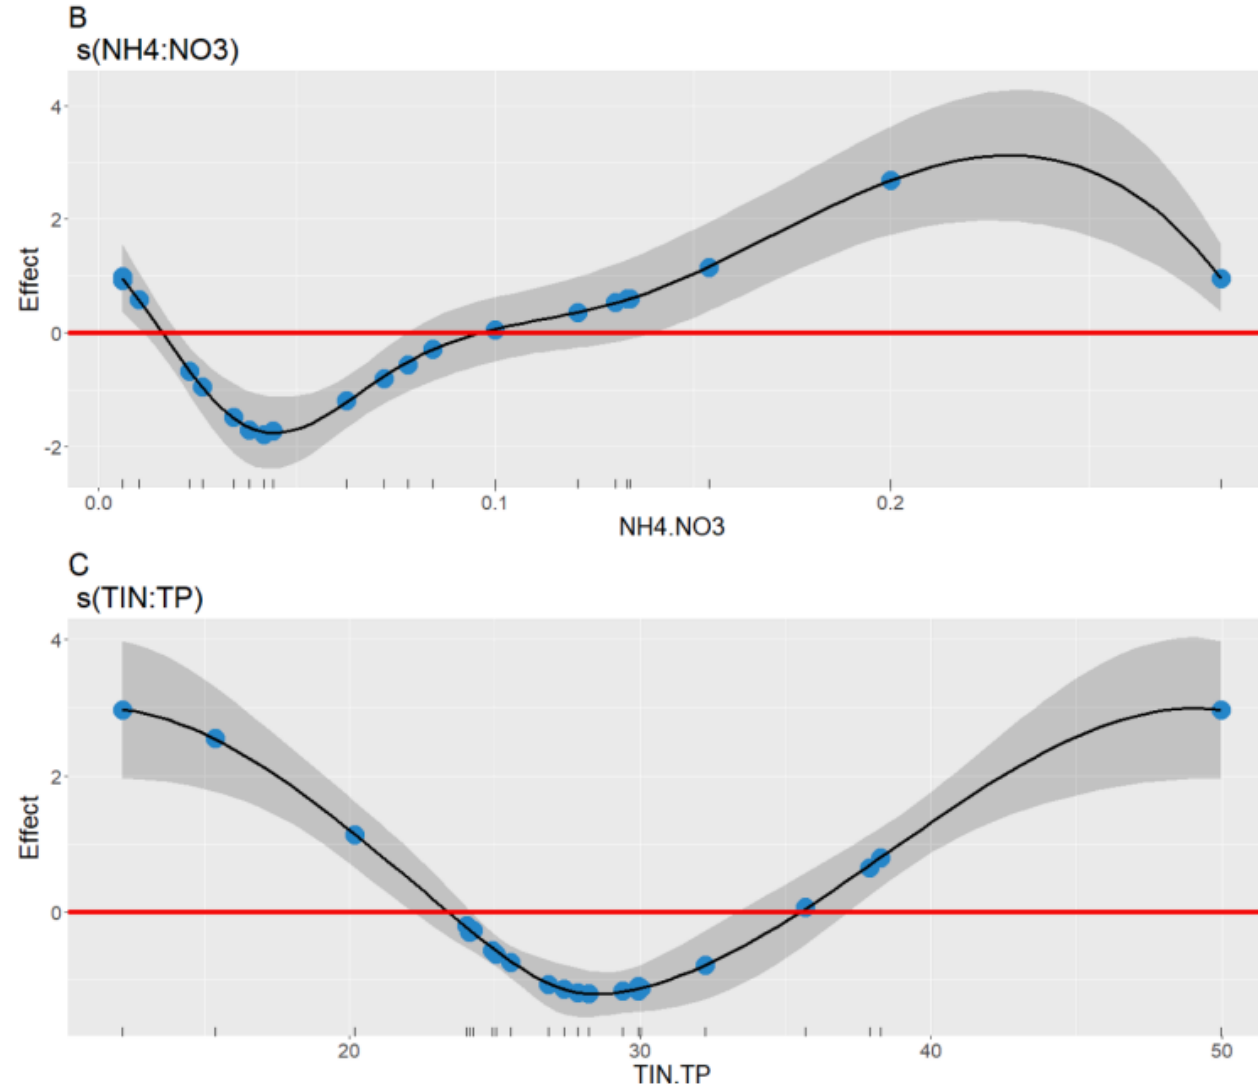 B
s(NH4:NO3)
Effect
4
2
0
-2
0.0 0.1 0.2
NH4.NO3
C
s(TIN:TP)
Effect
4
2
0
20 30 40 50
TIN.TP